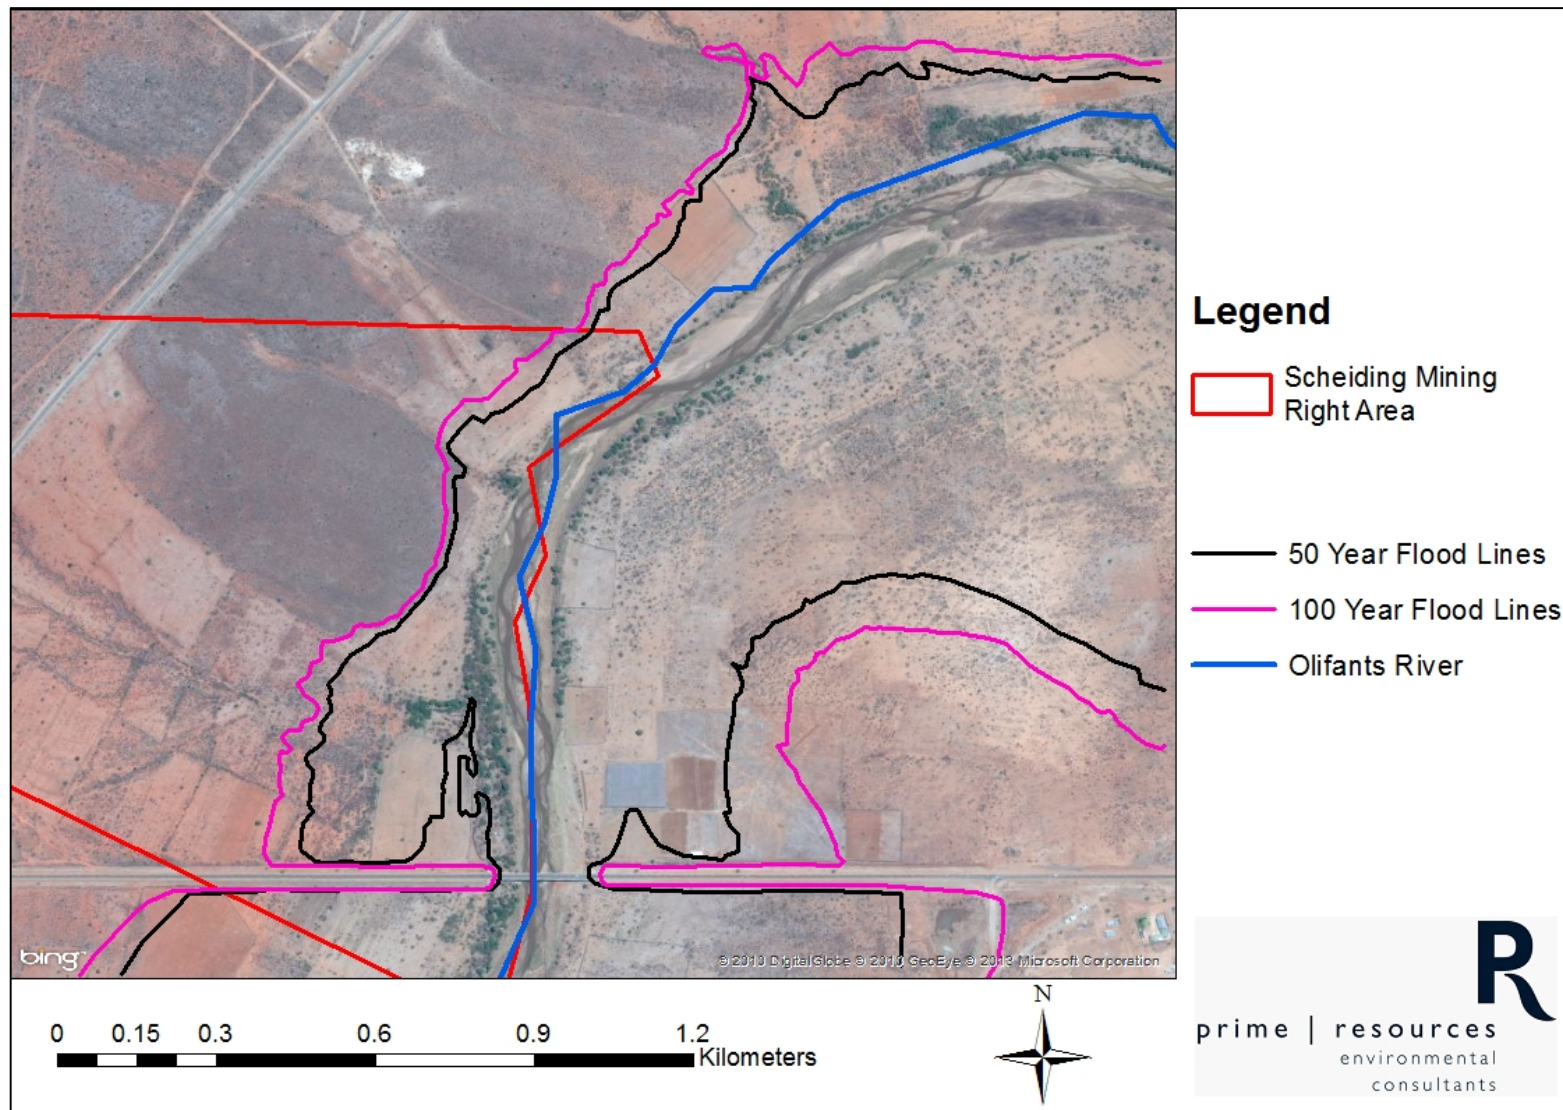 Legend
Scheiding Mining
Right Area
50 Year Flood Lines
100 Year Flood Lines
Olifants River
bing
© 2010 DigitalGlobe © 2010 GeoEye © 2013 Microsoft Corporation
0 0.15 0.3 0.6 0.9 1.2
Kilometers
N
R
prime | resources
environmental
consultants